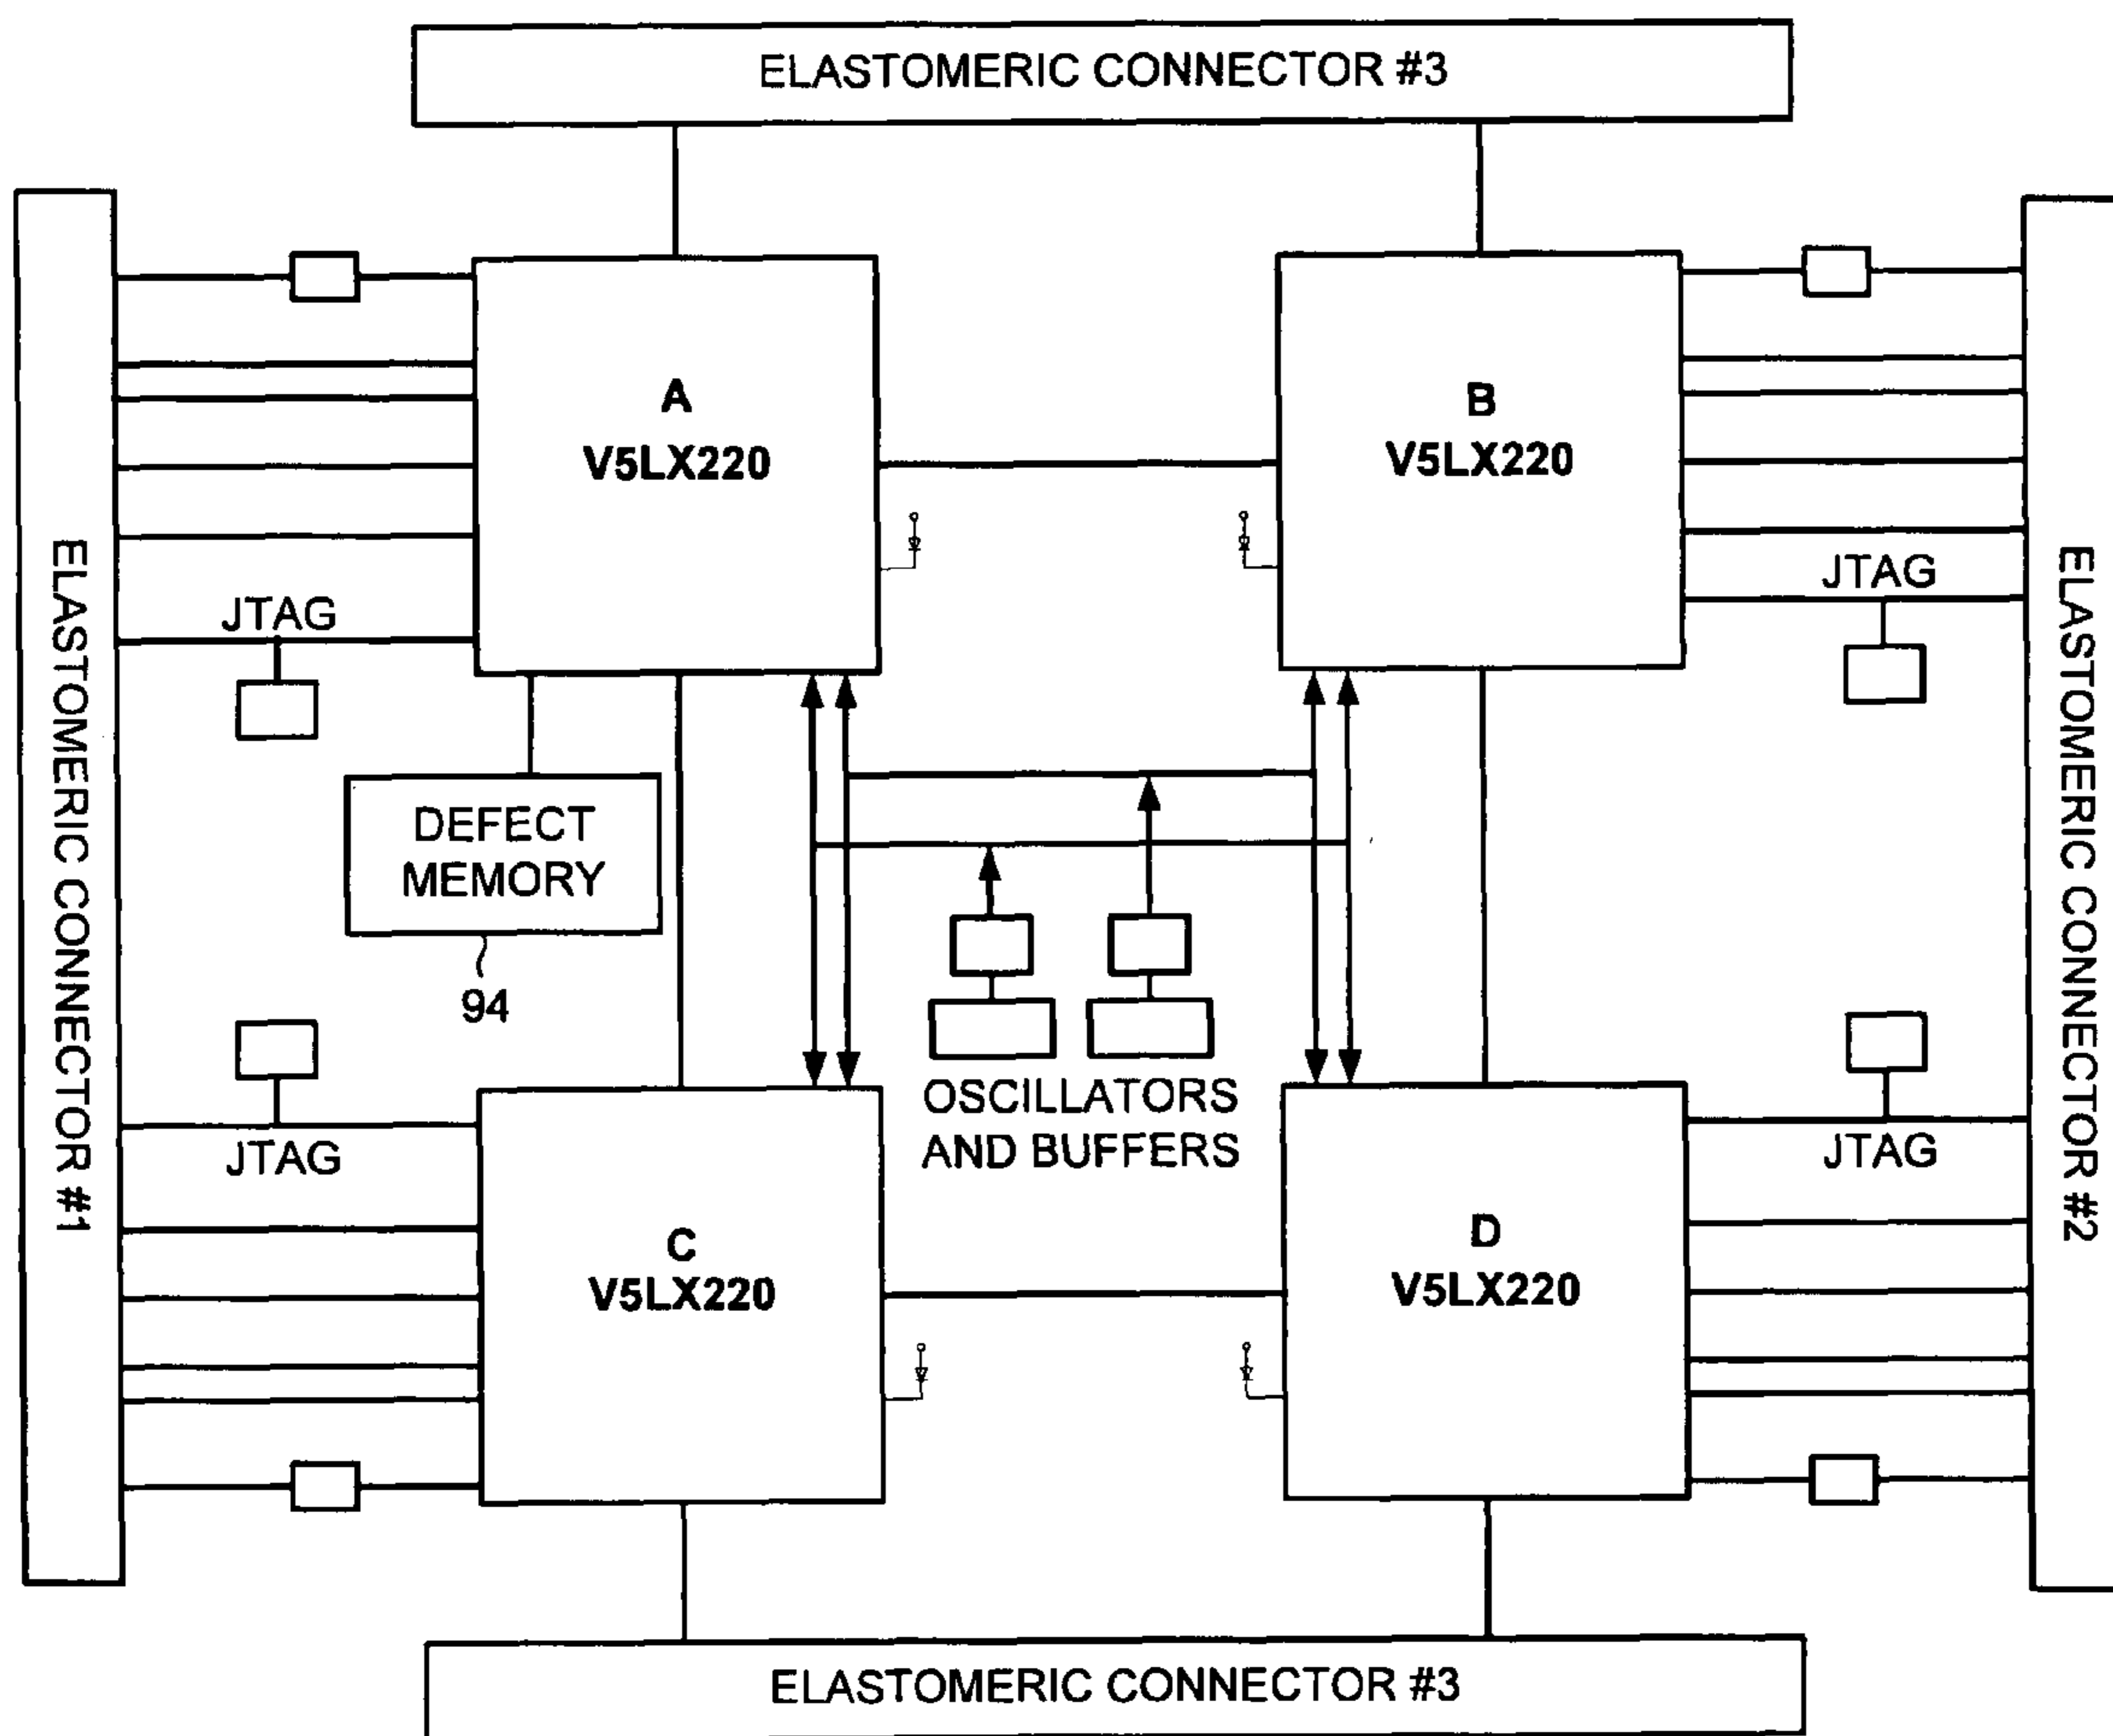 ELASTOMERIC CONNECTOR #3
ELASTOMERIC CONNECTOR #1
A
V5LX220
B
V5LX220
ELASTOMERIC CONNECTOR #2
JTAG
JTAG
DEFECT
MEMORY
94
OSCILLATORS
AND BUFFERS
JTAG
JTAG
C
V5LX220
D
V5LX220
ELASTOMERIC CONNECTOR #3